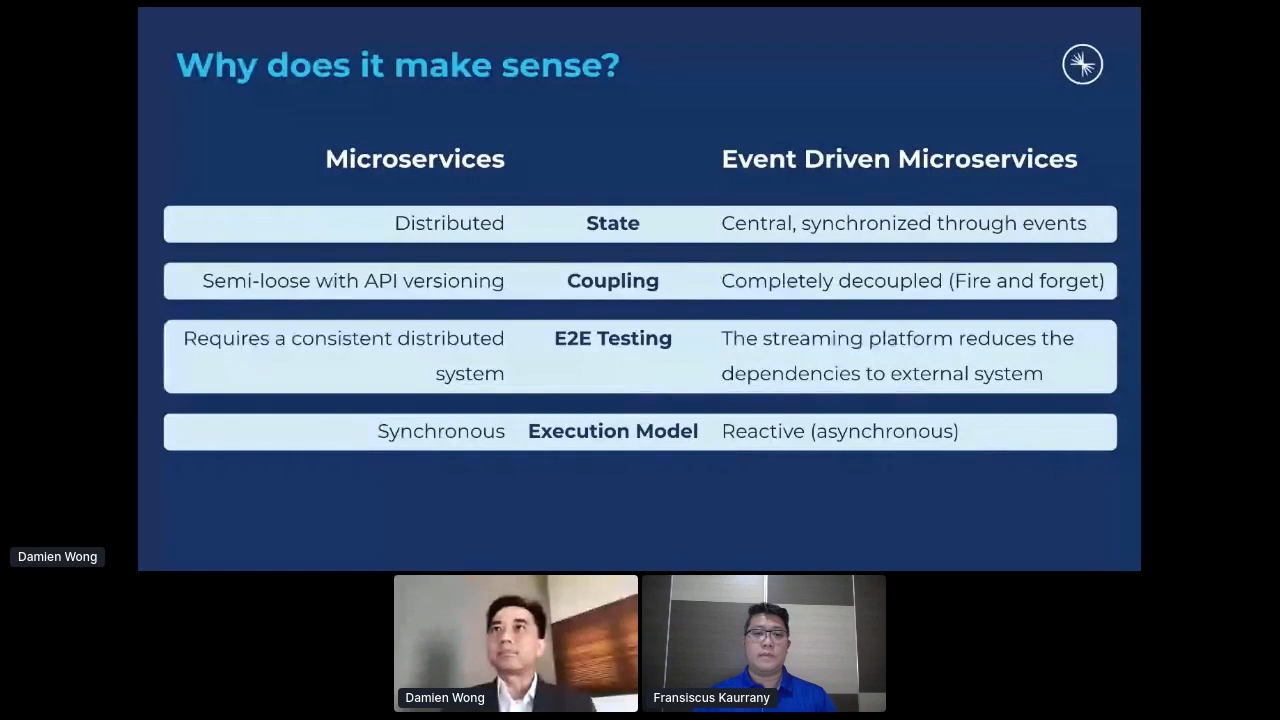 Why does it make sense?
Microservices
Event Driven Microservices
Distributed
State
Central, synchronized through events
Semi-loose with API versioning
Coupling
Completely decoupled (Fire and forget)
Requires a consistent distributed
system
E2E Testing
The streaming platform reduces the
dependencies to external system
Synchronous
Execution Model
Reactive (asynchronous)
Damien Wong
Damien Wong
Fransiscus Kaurrany